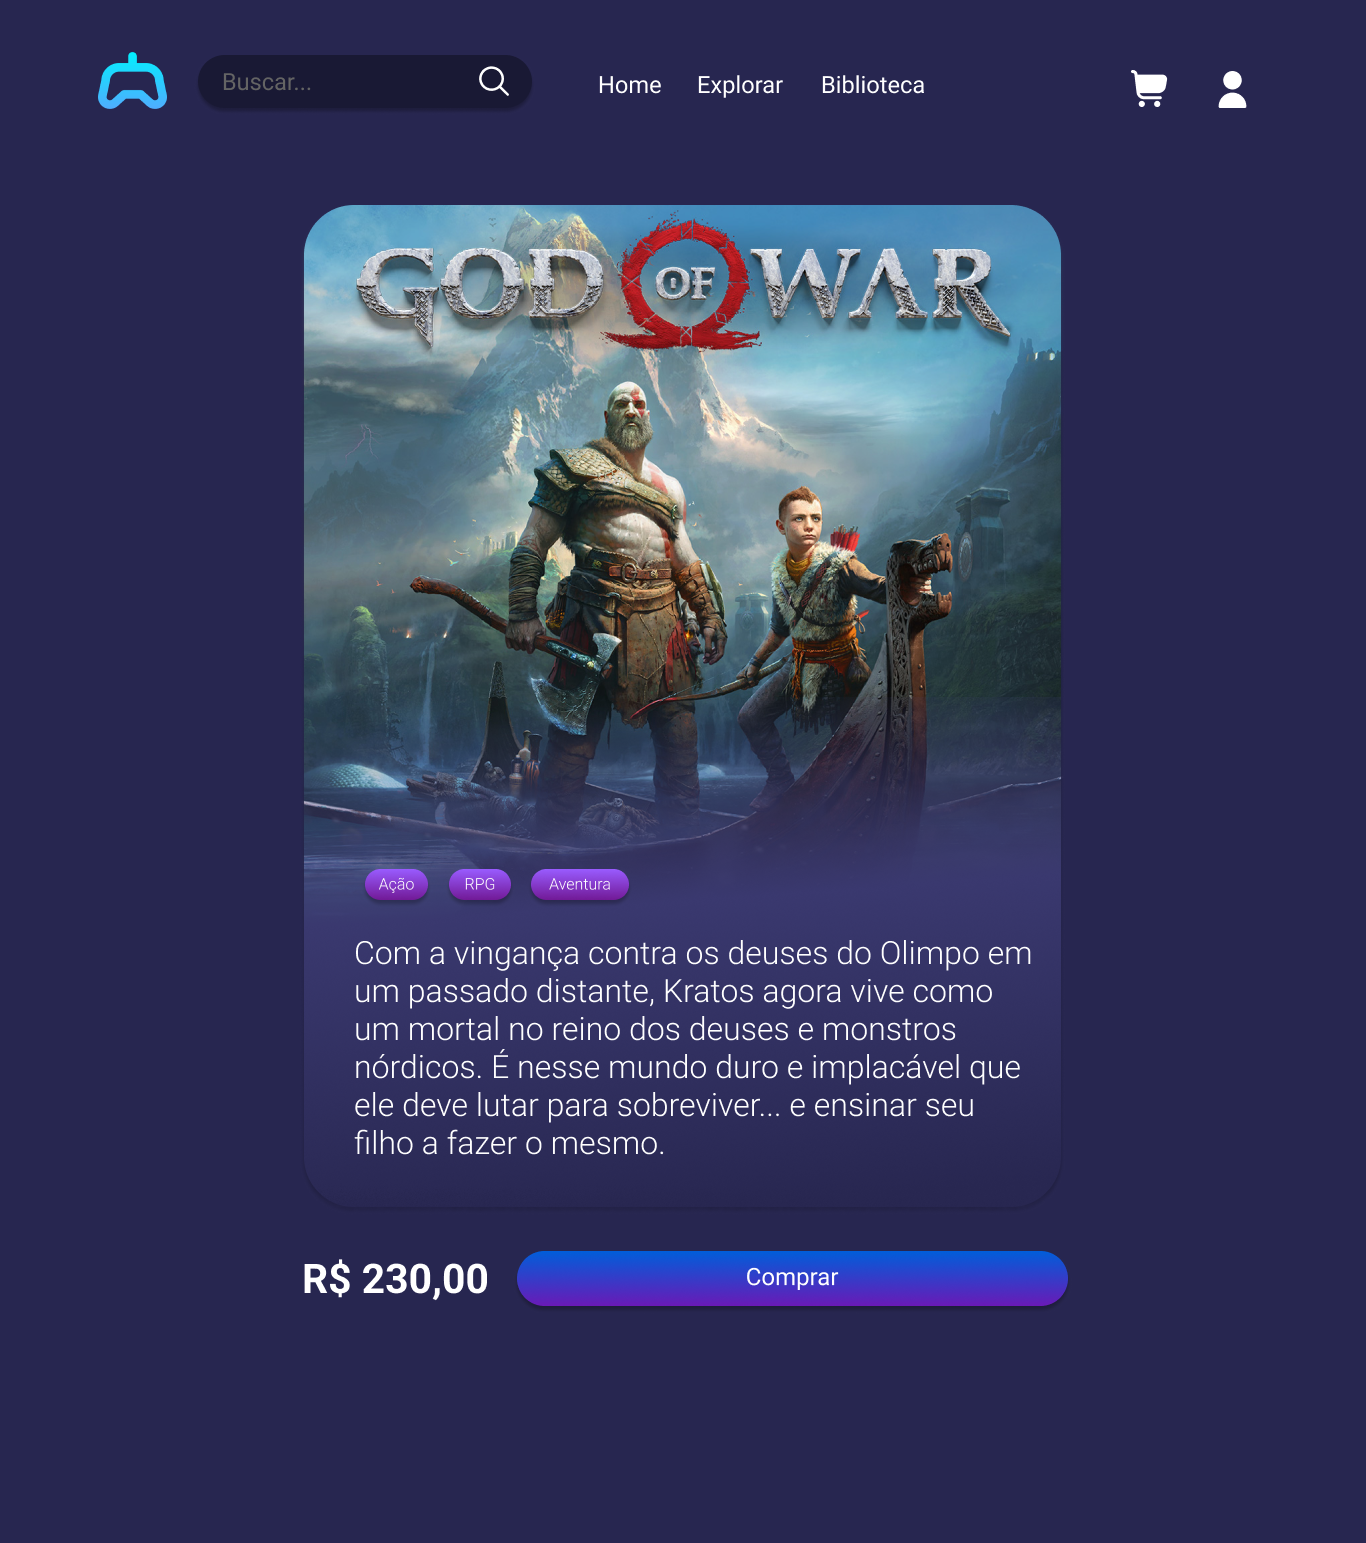 Buscar...
Home
Explorar
Biblioteca
GOD OF WAR
Ação
RPG
Aventura
Com a vingança contra os deuses do Olimpo em
um passado distante, Kratos agora vive como
um mortal no reino dos deuses e monstros
nórdicos. É nesse mundo duro e implacável que
ele deve lutar para sobreviver... e ensinar seu
filho a fazer o mesmo.
R$ 230,00
Comprar